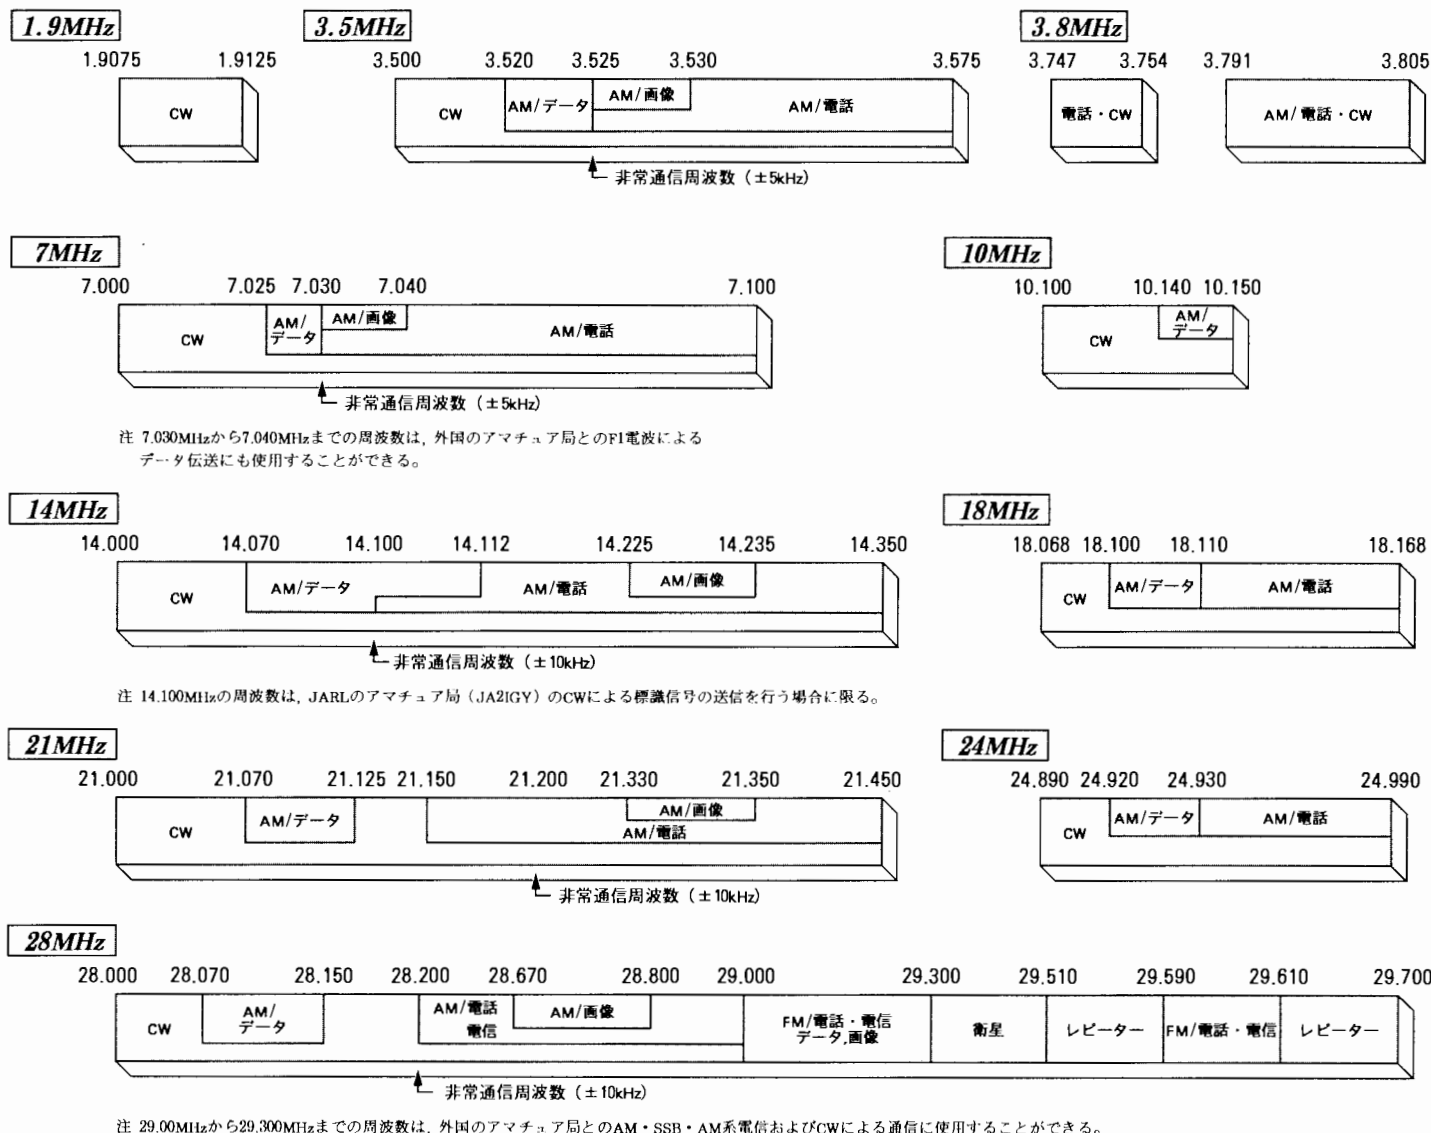 1.9MHz 3.5MHz 3.8MHz
1.9075 1.9125 3.500 3.520 3.525 3.530 3.575 3.747 3.754 3.791 3.805
CW
CW AM/データ AM/画像 AM/電話
電話・CW
AM/電話・CW
非常通信周波数（±5kHz）
7MHz 10MHz
7.000 7.025 7.030 7.040 7.100 10.100 10.140 10.150
CW AM/データ AM/画像 AM/電話
CW AM/データ
非常通信周波数（±5kHz）
注 7.030MHzから7.040MHzまでの周波数は，外国のアマチュア局とのF1電波による
データ伝送にも使用することができる。
14MHz 18MHz
14.000 14.070 14.100 14.112 14.225 14.235 14.350 18.068 18.100 18.110 18.168
CW AM/データ AM/電話 AM/画像
CW AM/データ AM/電話
非常通信周波数（±10kHz）
注 14.100MHzの周波数は，JARLのアマチュア局（JA2IGY）のCWによる標識信号の送信を行う場合に限る。
21MHz 24MHz
21.000 21.070 21.125 21.150 21.200 21.330 21.350 21.450 24.890 24.920 24.930 24.990
CW AM/データ AM/画像
AM/電話
CW AM/データ AM/電話
非常通信周波数（±10kHz）
28MHz
28.000 28.070 28.150 28.200 28.670 28.800 29.000 29.300 29.510 29.590 29.610 29.700
CW
AM/
データ
AM/電話
電信
AM/画像
FM/電話・電信
データ,画像
衛星
レピーター
FM/電話・電信
レピーター
非常通信周波数（±10kHz）
注 29.00MHzから29.300MHzまでの周波数は，外国のアマチュア局とのAM・SSB・AM系電信およびCWによる通信に使用することができる。